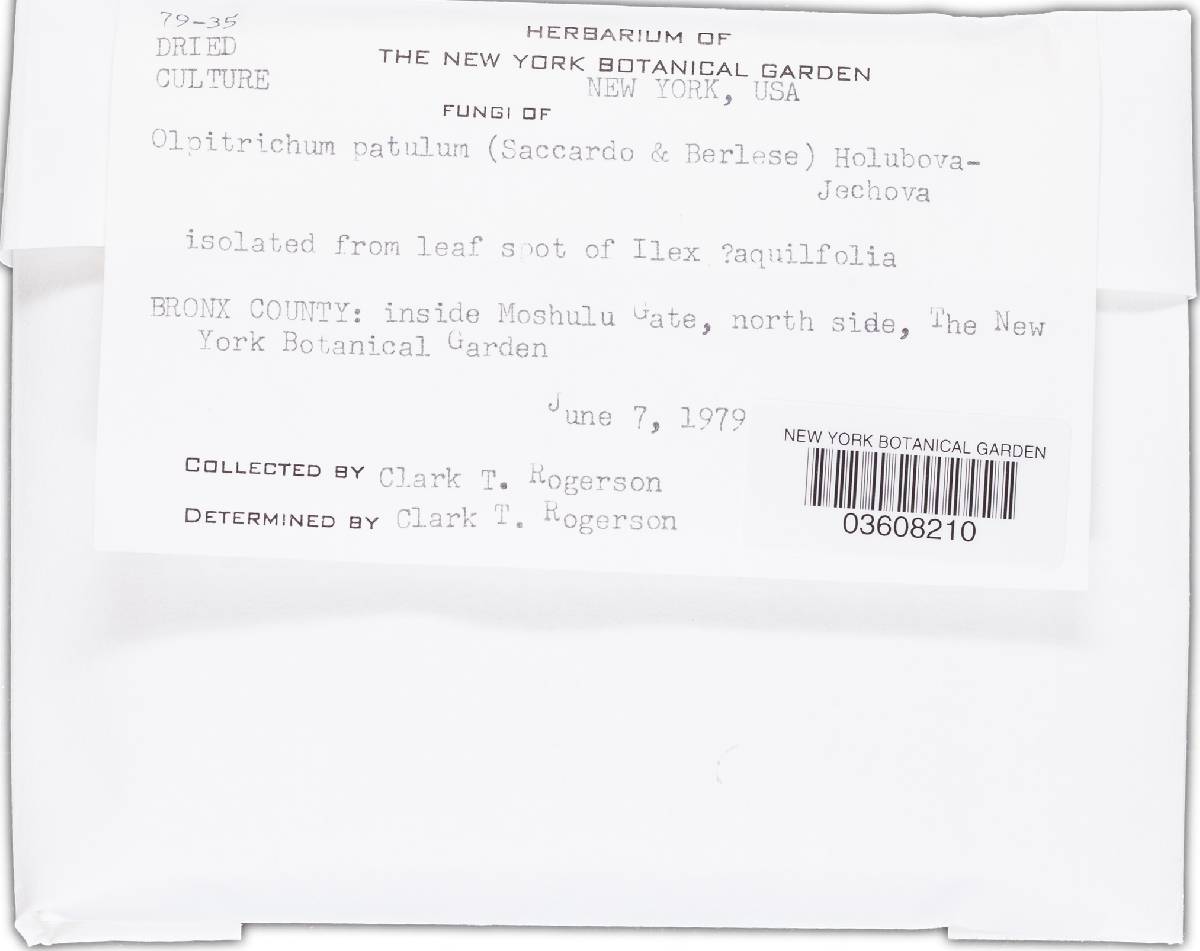 79-35
DRIED
CULTURE
HERBARIUM OF
THE NEW YORK BOTANICAL GARDEN
NEW YORK, USA
FUNGI OF
Olpitrichum patulum (Saccardo & Berlese) Holubova-
Jechova
isolated from leaf spot of Ilex ?aquilfolia
BRONX COUNTY: inside Moshulu Gate, north side, The New
York Botanical Garden
June 7, 1979
COLLECTED BY Clark T. Rogerson
DETERMINED BY Clark T. Rogerson
NEW YORK BOTANICAL GARDEN
03608210